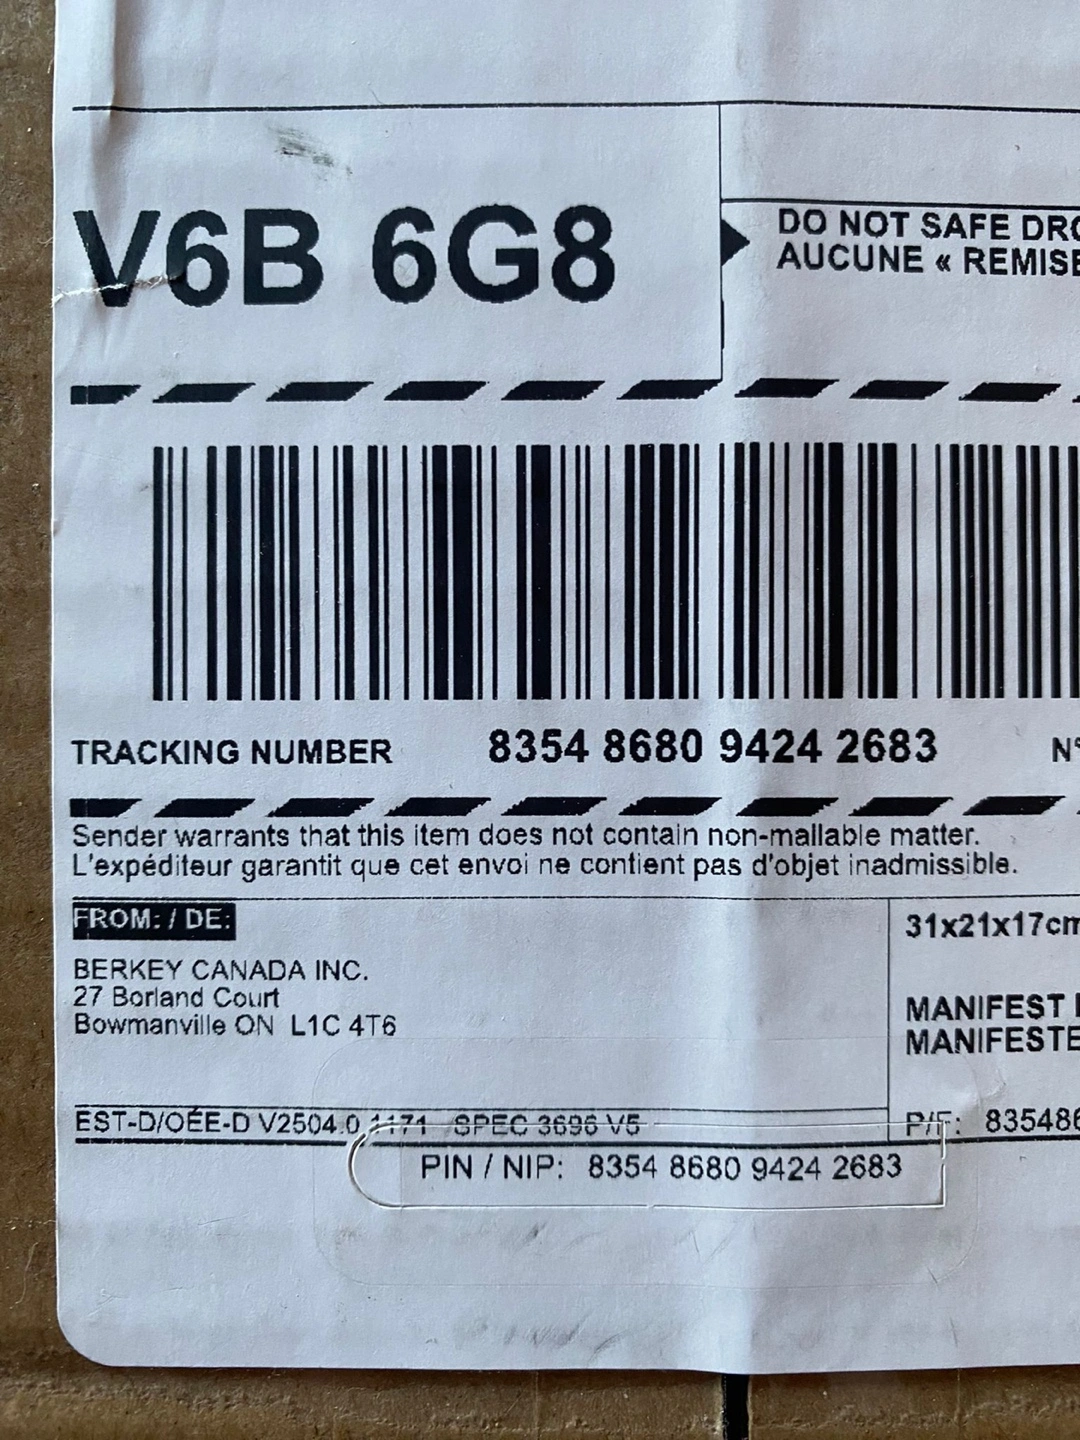 V6B 6G8
DO NOT SAFE DRO
AUCUNE « REMISE
TRACKING NUMBER 8354 8680 9424 2683 N°
Sender warrants that this item does not contain non-mailable matter.
L'expéditeur garantit que cet envoi ne contient pas d'objet inadmissible.
FROM: / DE:
BERKEY CANADA INC.
27 Borland Court
Bowmanville ON L1C 4T6
31x21x17cm
MANIFEST
MANIFESTE
EST-D/OÉE-D V2504.0 1171 SPEC 3696 V5
P/F: 835486
PIN / NIP: 8354 8680 9424 2683